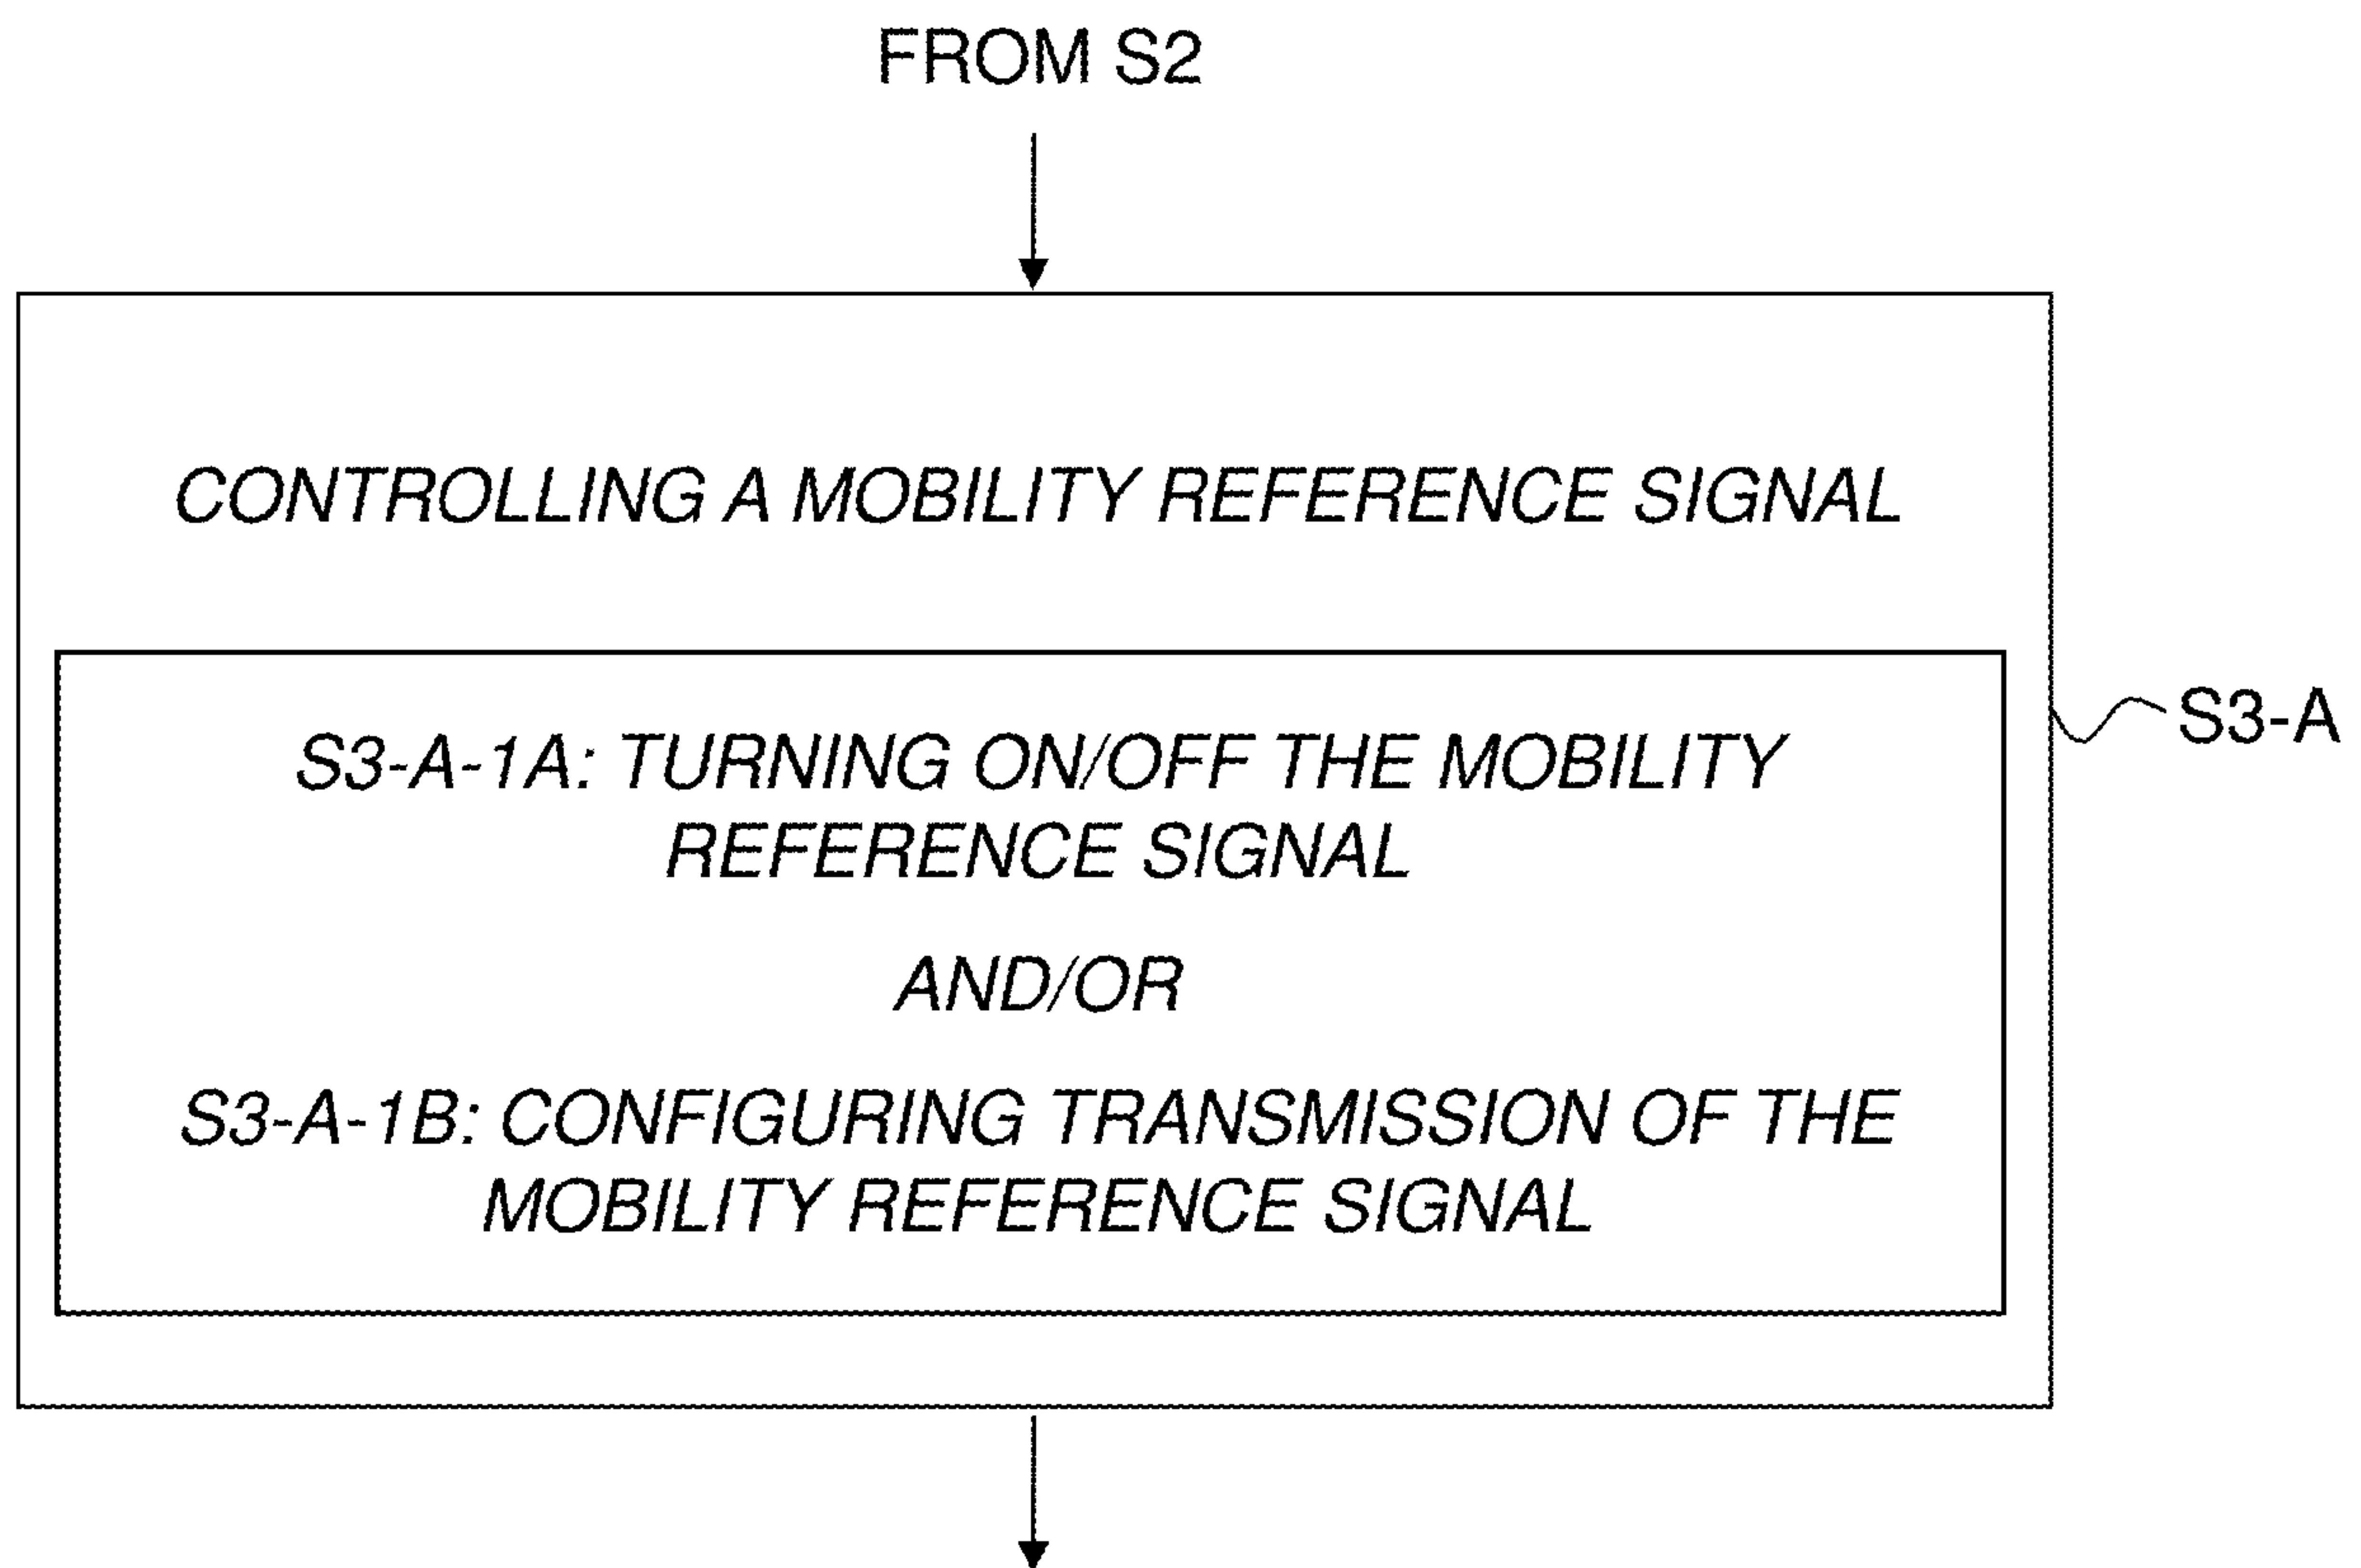 FROM S2
CONTROLLING A MOBILITY REFERENCE SIGNAL
S3-A-1A: TURNING ON/OFF THE MOBILITY
REFERENCE SIGNAL
AND/OR
S3-A-1B: CONFIGURING TRANSMISSION OF THE
MOBILITY REFERENCE SIGNAL
S3-A